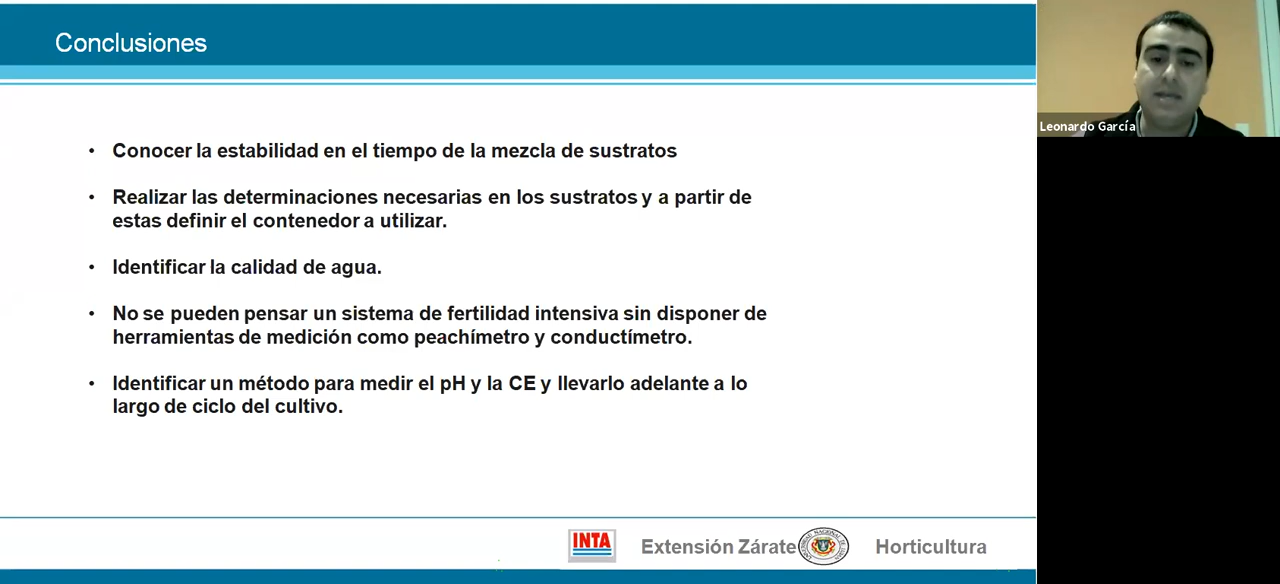 Conclusiones
Leonardo García
• Conocer la estabilidad en el tiempo de la mezcla de sustratos
• Realizar las determinaciones necesarias en los sustratos y a partir de
estas definir el contenedor a utilizar.
• Identificar la calidad de agua.
• No se pueden pensar un sistema de fertilidad intensiva sin disponer de
herramientas de medición como peachímetro y conductímetro.
• Identificar un método para medir el pH y la CE y llevarlo adelante a lo
largo de ciclo del cultivo.
INTA
Extensión Zárate
Horticultura